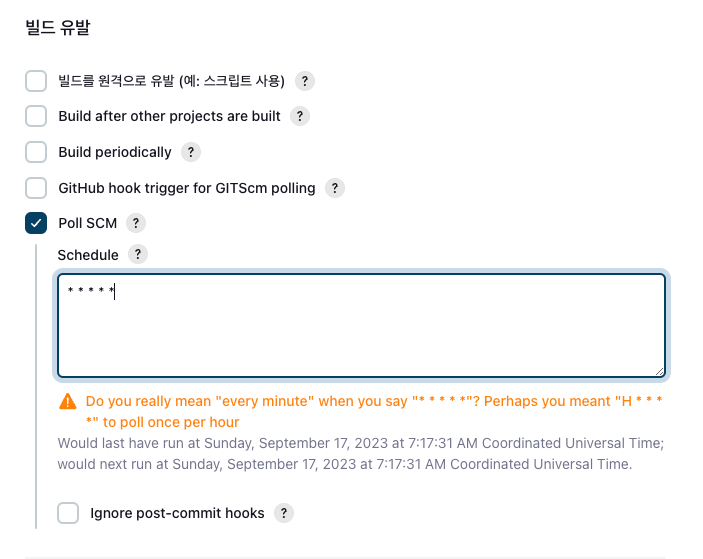 빌드 유발
빌드를 원격으로 유발 (예: 스크립트 사용) ?
Build after other projects are built ?
Build periodically ?
GitHub hook trigger for GITScm polling ?
Poll SCM ?
Schedule ?
* * * * *
Do you really mean "every minute" when you say "* * * * *"? Perhaps you meant "H * * *
*" to poll once per hour
Would last have run at Sunday, September 17, 2023 at 7:17:31 AM Coordinated Universal Time;
would next run at Sunday, September 17, 2023 at 7:17:31 AM Coordinated Universal Time.
Ignore post-commit hooks ?